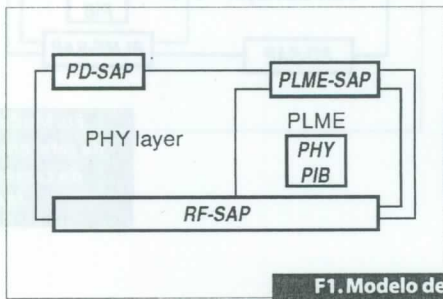 PD-SAP
PLME-SAP
PHY layer
PLME
PHY
PIB
RF-SAP
F1. Modelo de